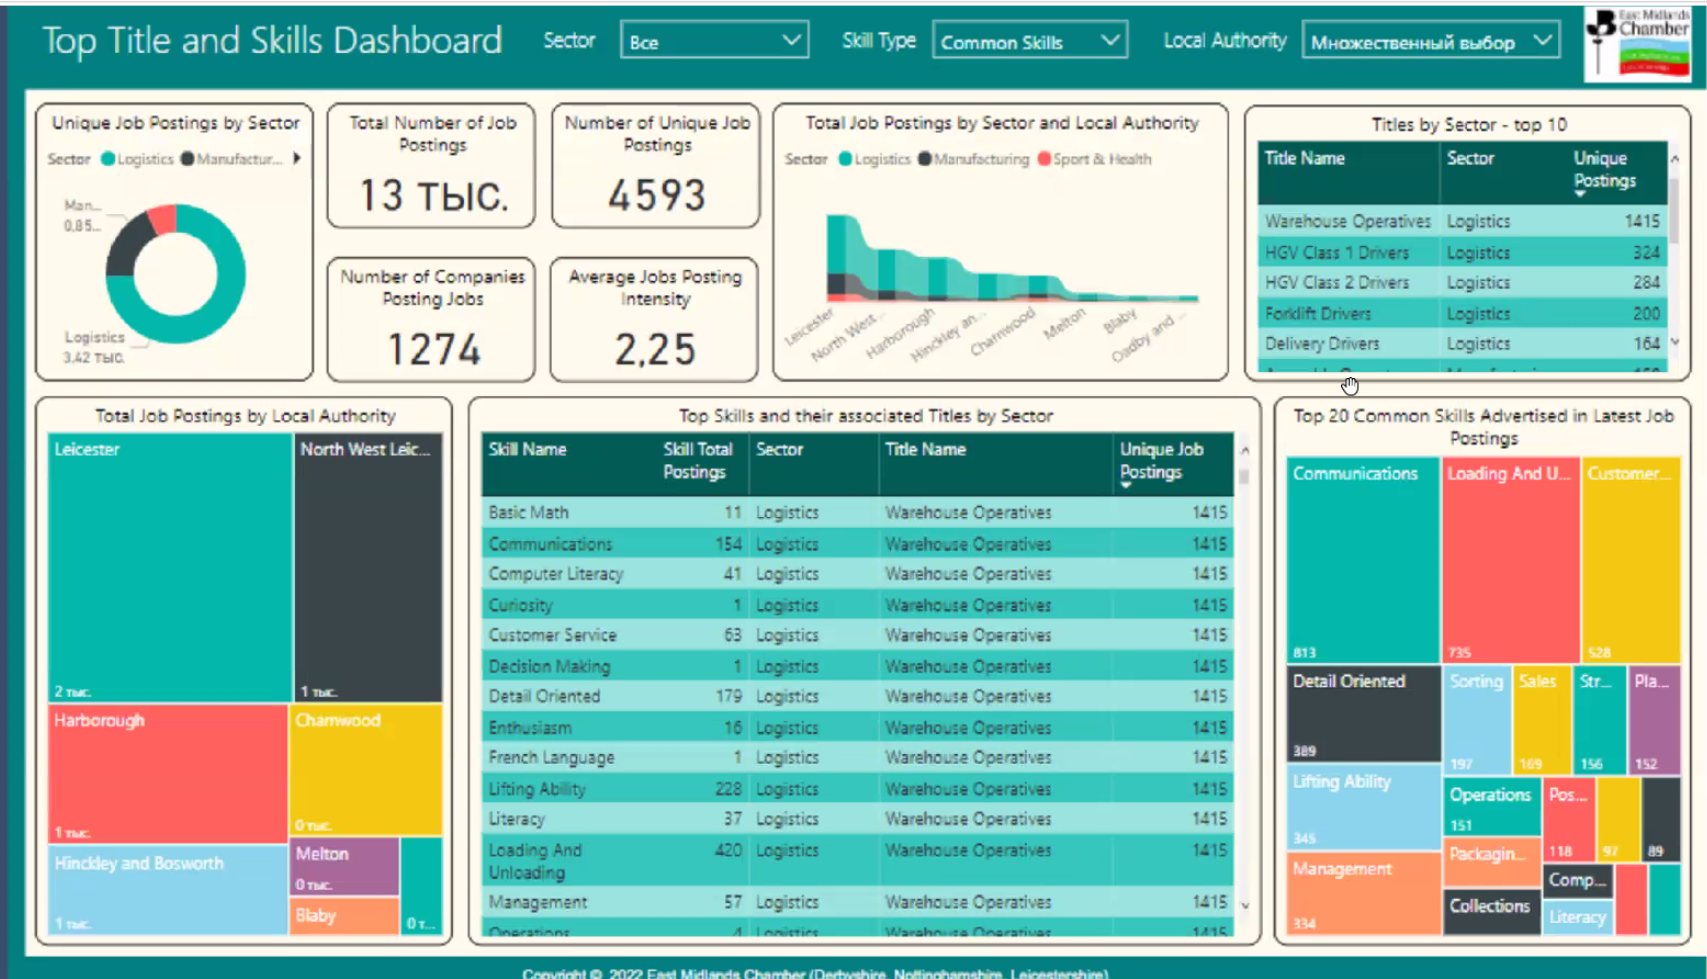 Top Title and Skills Dashboard
Sector
Все
Skill Type
Common Skills
Local Authority
Множественный выбор
East Midlands
Chamber
Unique Job Postings by Sector
Sector Logistics Manufactur...
Man...
0,85...
Logistics
3,42 тыс.
Total Number of Job
Postings
13 тыс.
Number of Unique Job
Postings
4593
Number of Companies
Posting Jobs
1274
Average Jobs Posting
Intensity
2,25
Total Job Postings by Sector and Local Authority
Sector Logistics Manufacturing Sport & Health
Leicester
North West...
Harborough
Hinckley an...
Charnwood
Melton
Blaby
Oadby and ...
Titles by Sector - top 10
Title Name Sector Unique
Postings
Warehouse Operatives Logistics 1415
HGV Class 1 Drivers Logistics 324
HGV Class 2 Drivers Logistics 284
Forklift Drivers Logistics 200
Delivery Drivers Logistics 164
Total Job Postings by Local Authority
Leicester
2 тыс.
North West Leic...
1 тыс.
Harborough
1 тыс.
Charnwood
0 тыс.
Hinckley and Bosworth
1 тыс.
Melton
0 тыс.
Blaby
0 т...
Top Skills and their associated Titles by Sector
Skill Name Skill Total Sector Title Name Unique Job
Postings Postings
Basic Math 11 Logistics Warehouse Operatives 1415
Communications 154 Logistics Warehouse Operatives 1415
Computer Literacy 41 Logistics Warehouse Operatives 1415
Curiosity 1 Logistics Warehouse Operatives 1415
Customer Service 63 Logistics Warehouse Operatives 1415
Decision Making 1 Logistics Warehouse Operatives 1415
Detail Oriented 179 Logistics Warehouse Operatives 1415
Enthusiasm 16 Logistics Warehouse Operatives 1415
French Language 1 Logistics Warehouse Operatives 1415
Lifting Ability 228 Logistics Warehouse Operatives 1415
Literacy 37 Logistics Warehouse Operatives 1415
Loading And 420 Logistics Warehouse Operatives 1415
Unloading
Management 57 Logistics Warehouse Operatives 1415
Operations 4 Logistics Warehouse Operatives 1415
Top 20 Common Skills Advertised in Latest Job
Postings
Communications
813
Loading And U...
735
Customer...
528
Detail Oriented
389
Sorting
197
Sales
169
Str...
156
Pla...
152
Lifting Ability
345
Operations
151
Pos...
118
97
89
Management
334
Packagin...
Collections
Comp...
Literacy
Copyright © 2022 East Midlands Chamber (Derbyshire, Nottinghamshire, Leicestershire)